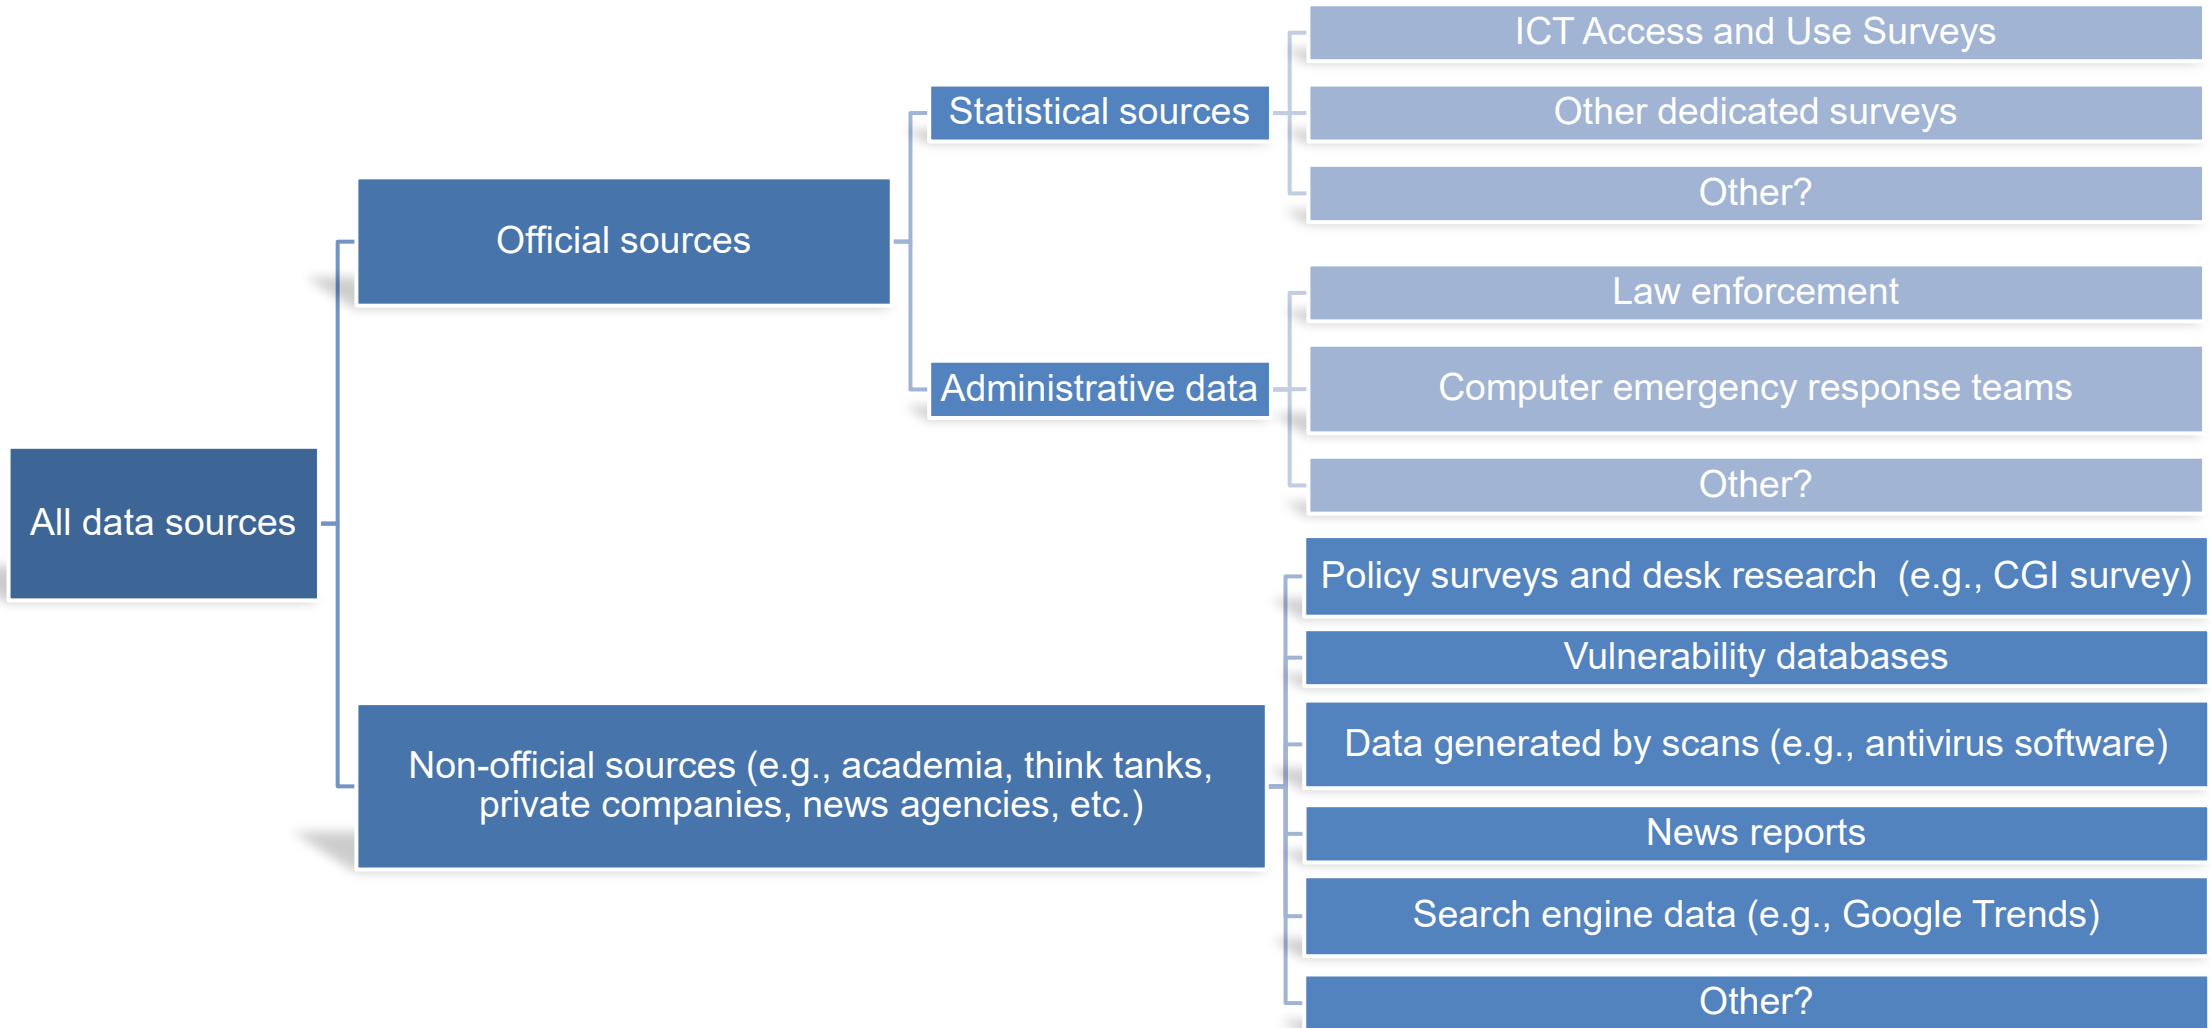 All data sources
Official sources
Statistical sources
ICT Access and Use Surveys
Other dedicated surveys
Other?
Administrative data
Law enforcement
Computer emergency response teams
Other?
Non-official sources (e.g., academia, think tanks,
private companies, news agencies, etc.)
Policy surveys and desk research  (e.g., CGI survey)
Vulnerability databases
Data generated by scans (e.g., antivirus software)
News reports
Search engine data (e.g., Google Trends)
Other?